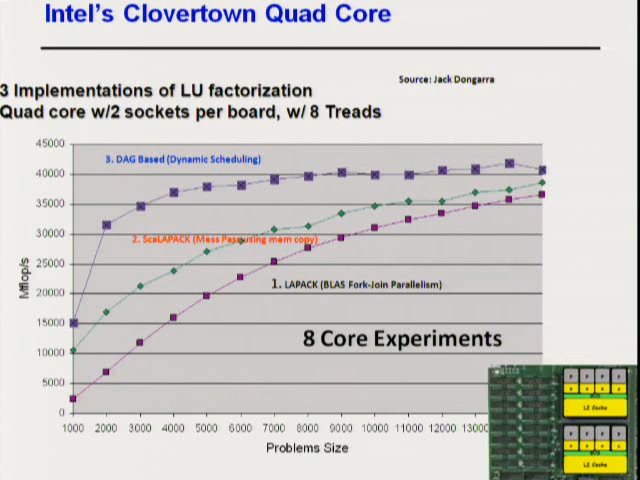 Intel's Clovertown Quad Core
Source: Jack Dongarra
3 Implementations of LU factorization
Quad core w/2 sockets per board, w/ 8 Treads
45000
40000
35000
30000
25000
20000
15000
10000
5000
0
Mflop/s
3. DAG Based (Dynamic Scheduling)
2. ScaLAPACK (Mess Pass using mem copy)
1. LAPACK (BLAS Fork-Join Parallelism)
8 Core Experiments
1000 2000 3000 4000 5000 6000 7000 8000 9000 10000 11000 12000
Problems Size
L2 Cache
L2 Cache